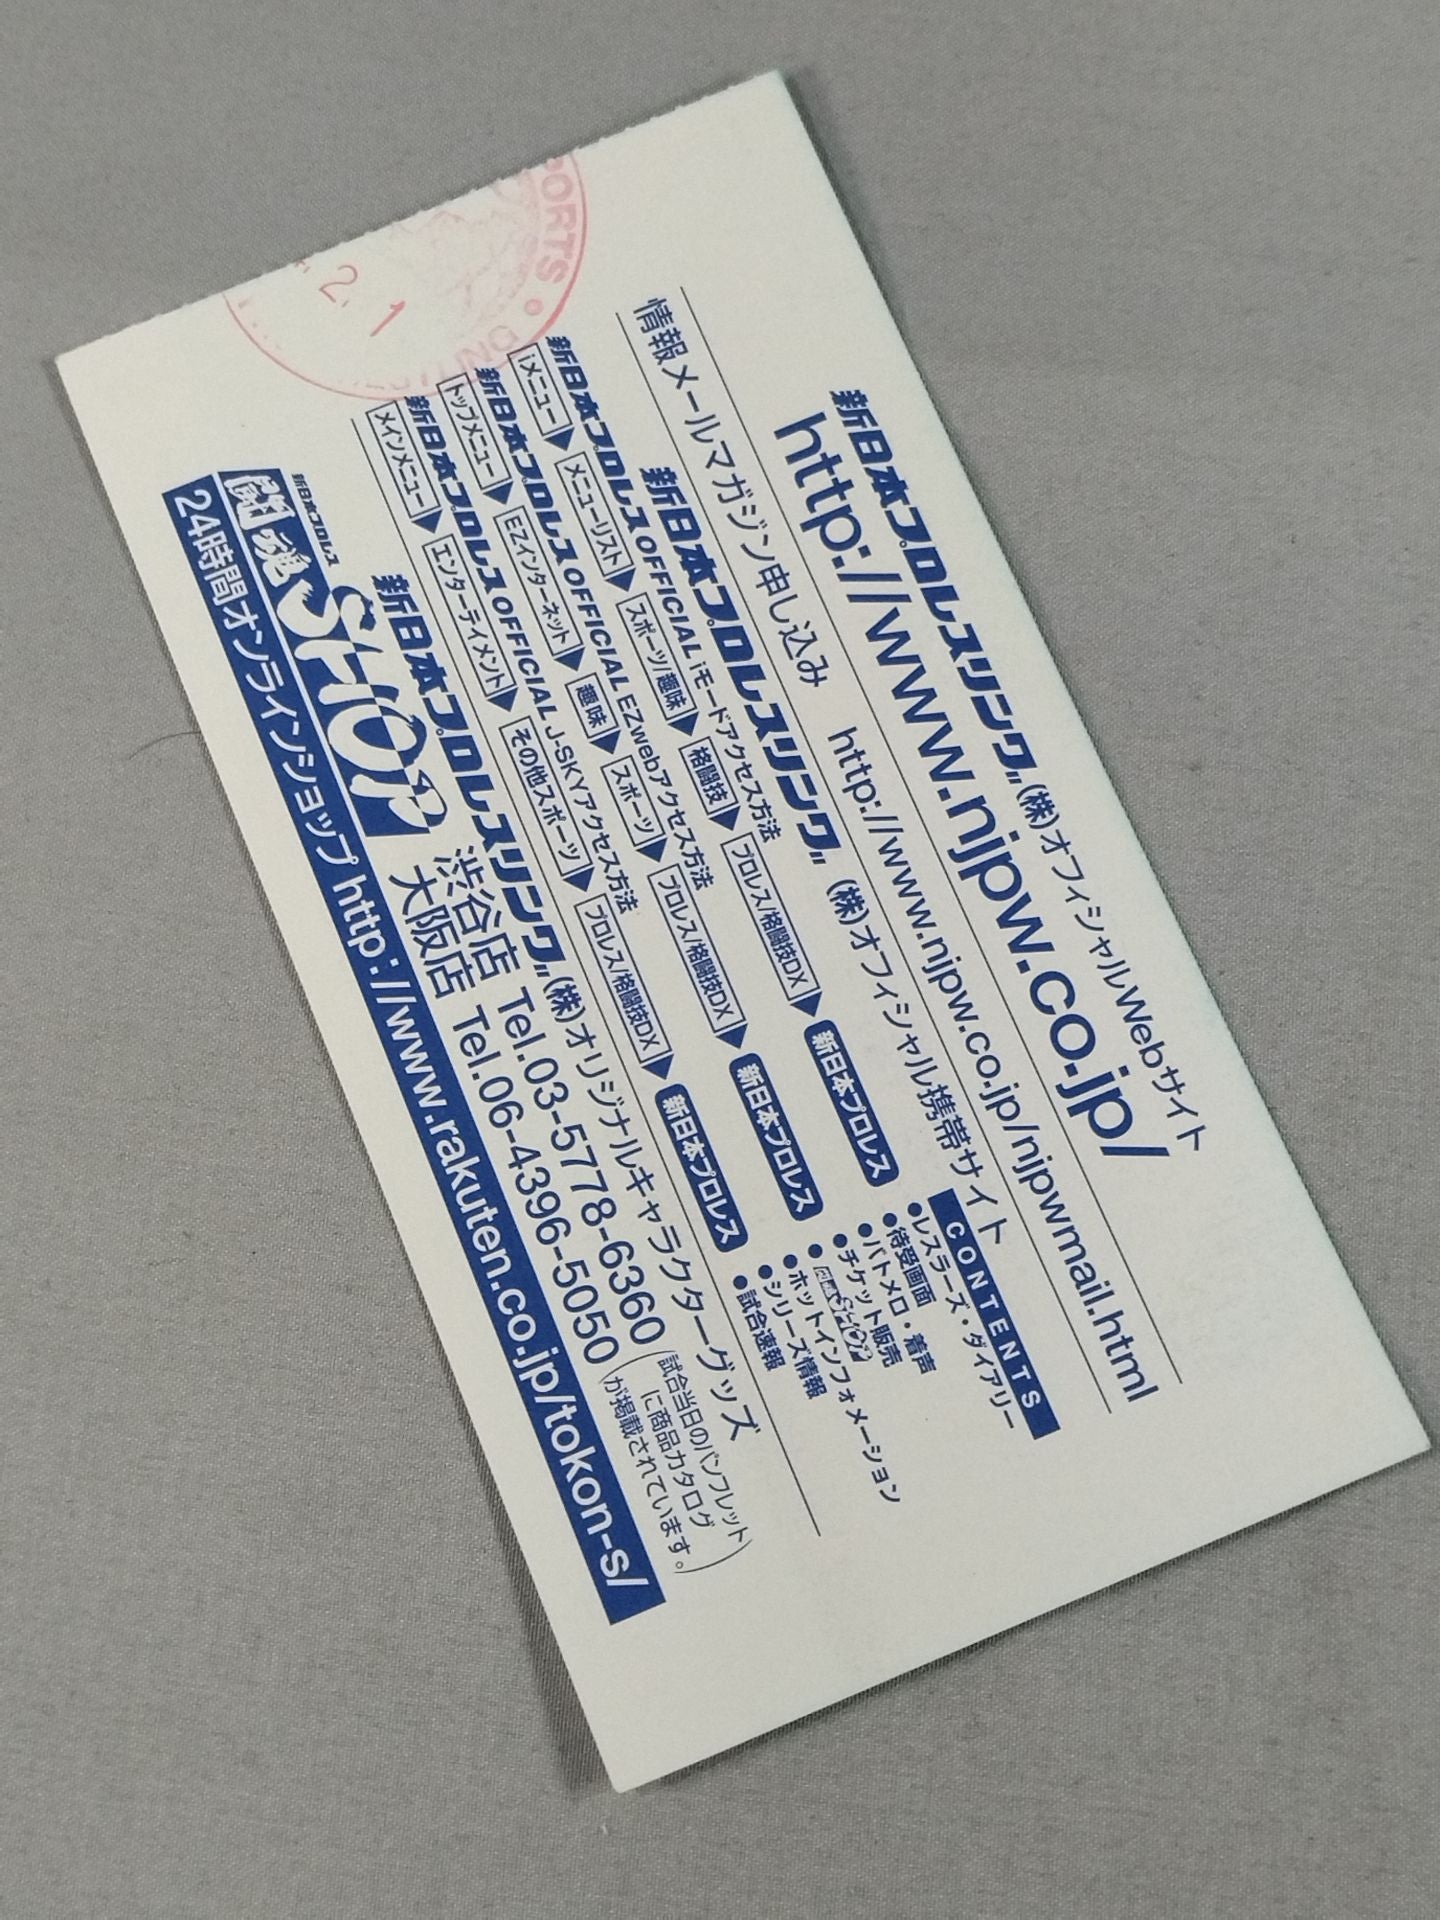 新日本プロレスリング(株)オフィシャルWebサイト
http://www.njpw.co.jp/
情報メールマガジン申し込み http://www.njpw.co.jp/njpwmail.html
新日本プロレスリング(株)オフィシャル携帯サイト
新日本プロレスOFFICIAL iモードアクセス方法
iメニュー メニューリスト スポーツ/趣味 格闘技 プロレス/格闘技DX 新日本プロレス
新日本プロレスOFFICIAL EZwebアクセス方法
トップメニュー EZインターネット 趣味 スポーツ プロレス/格闘技DX 新日本プロレス
新日本プロレスOFFICIAL J-SKYアクセス方法
メインメニュー エンターテイメント その他スポーツ プロレス/格闘技DX 新日本プロレス
CONTENTS
●レスラーズ・ダイアリー
●待受画面
●バトメロ・着声
●チケット販売
●闘魂SHOP
●ホットインフォメーション
●シリーズ情報
●試合速報
新日本プロレスリング(株)オリジナルキャラクターグッズ
新日本プロレス
闘魂SHOP
渋谷店 Tel.03-5778-6360
大阪店 Tel.06-4396-5050
(試合当日のパンフレット
に商品カタログ
が掲載されています。)
24時間オンラインショップ http://www.rakuten.co.jp/tokon-s/
PORTS
2. 1